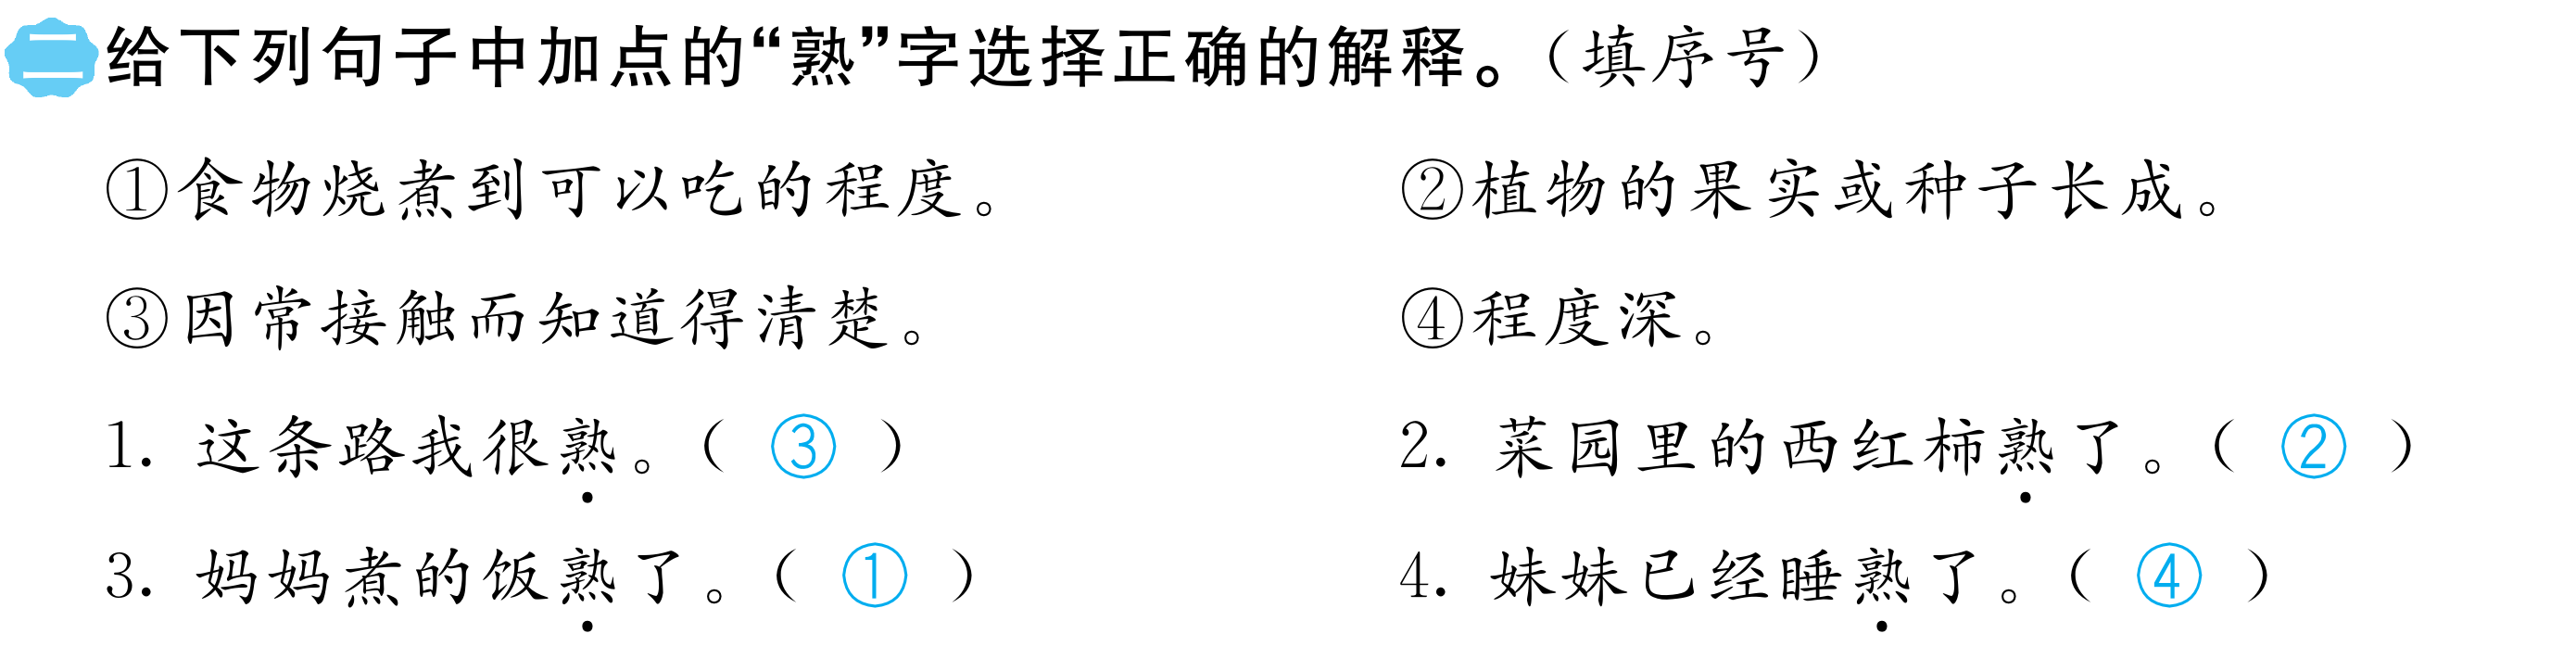 二 给下列句子中加点的“熟”字选择正确的解释。（填序号）
①食物烧煮到可以吃的程度。 ②植物的果实或种子长成。
③因常接触而知道得清楚。 ④程度深。
1. 这条路我很熟。（ ③ ） 2. 菜园里的西红柿熟了。（ ② ）
3. 妈妈煮的饭熟了。（ ① ） 4. 妹妹已经睡熟了。（ ④ ）